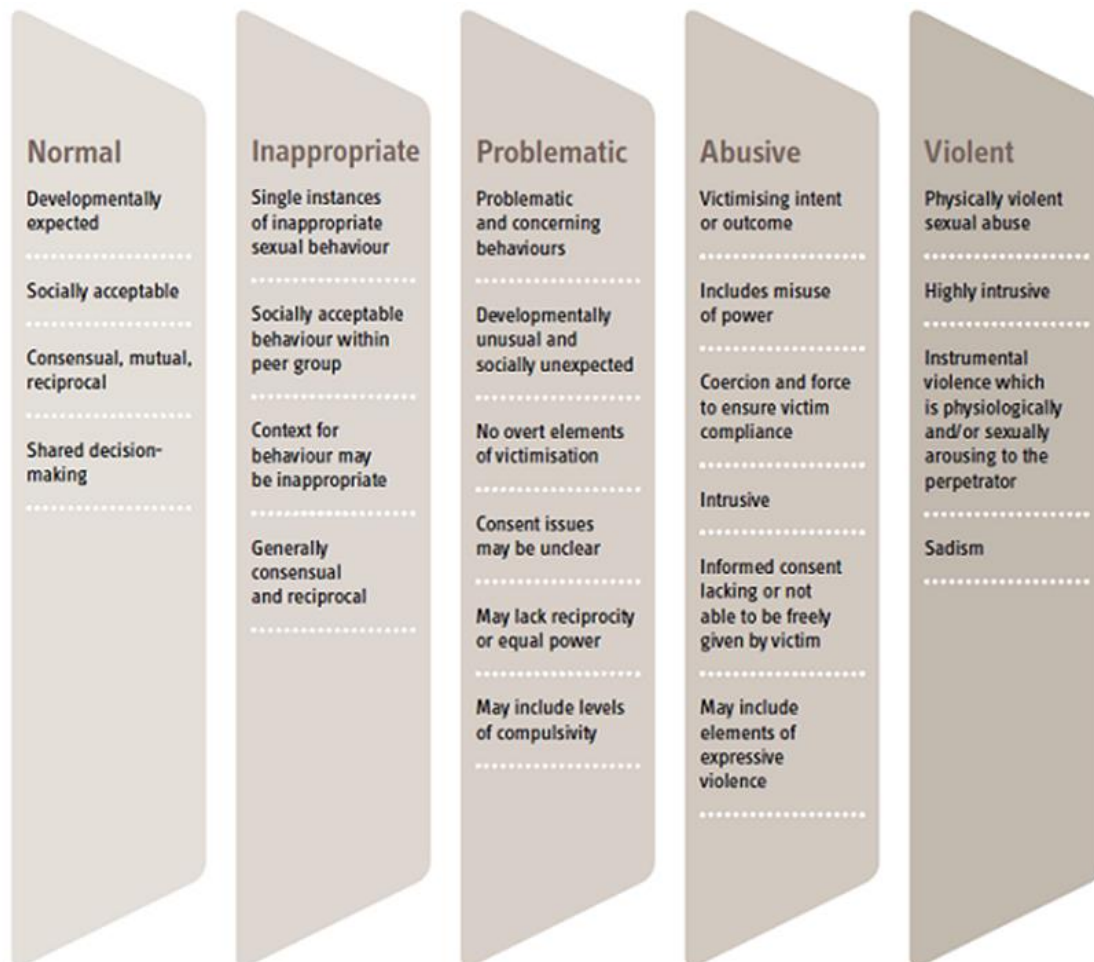 Normal
Developmentally
expected
Socially acceptable
Consensual, mutual,
reciprocal
Shared decision-
making
Inappropriate
Single instances
of inappropriate
sexual behaviour
Socially acceptable
behaviour within
peer group
Context for
behaviour may
be inappropriate
Generally
consensual
and reciprocal
Problematic
Problematic
and concerning
behaviours
Developmentally
unusual and
socially unexpected
No overt elements
of victimisation
Consent issues
may be unclear
May lack reciprocity
or equal power
May include levels
of compulsivity
Abusive
Victimising intent
or outcome
Includes misuse
of power
Coercion and force
to ensure victim
compliance
Intrusive
Informed consent
lacking or not
able to be freely
given by victim
May include
elements of
expressive
violence
Violent
Physically violent
sexual abuse
Highly intrusive
Instrumental
violence which
is physiologically
and/or sexually
arousing to the
perpetrator
Sadism